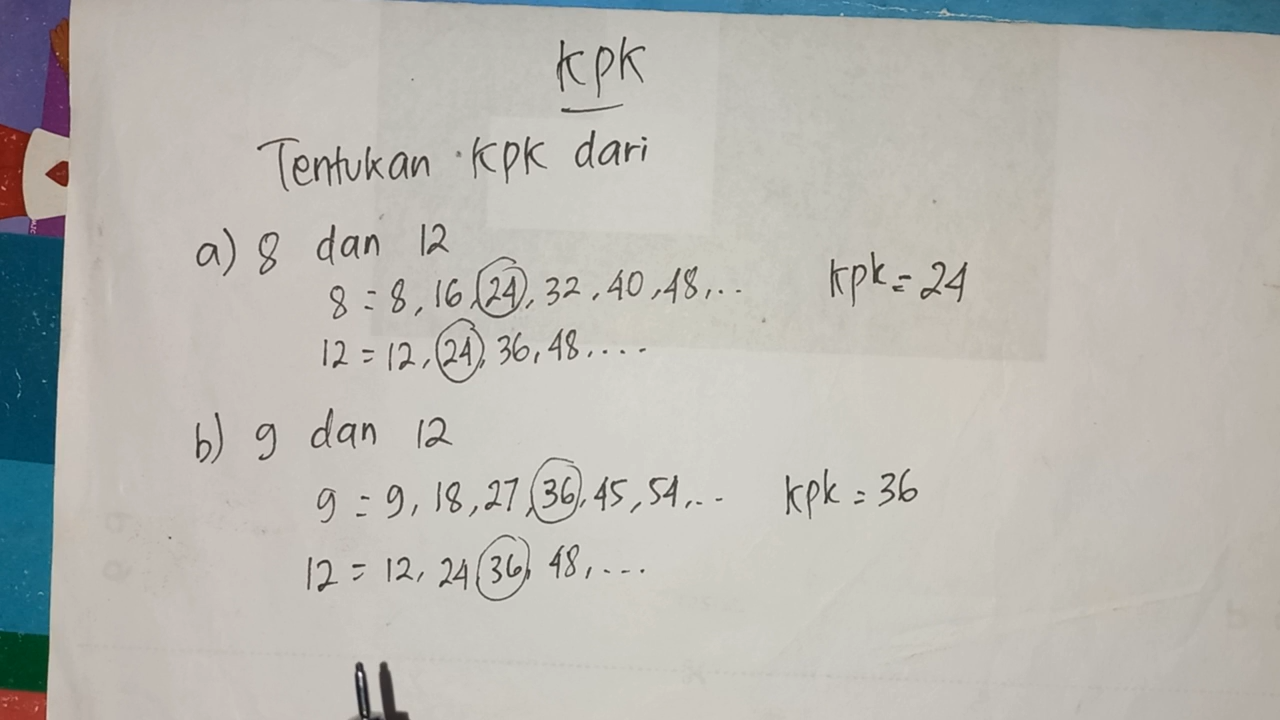 KPK
Tentukan KPK dari
a) 8 dan 12
8 = 8, 16, 24, 32, 40, 48, ..
kpk = 24
12 = 12, 24, 36, 48. ....
b) 9 dan 12
9 = 9, 18, 27, 36, 45, 54, ..
kpk = 36
12 = 12, 24 36, 48, ....